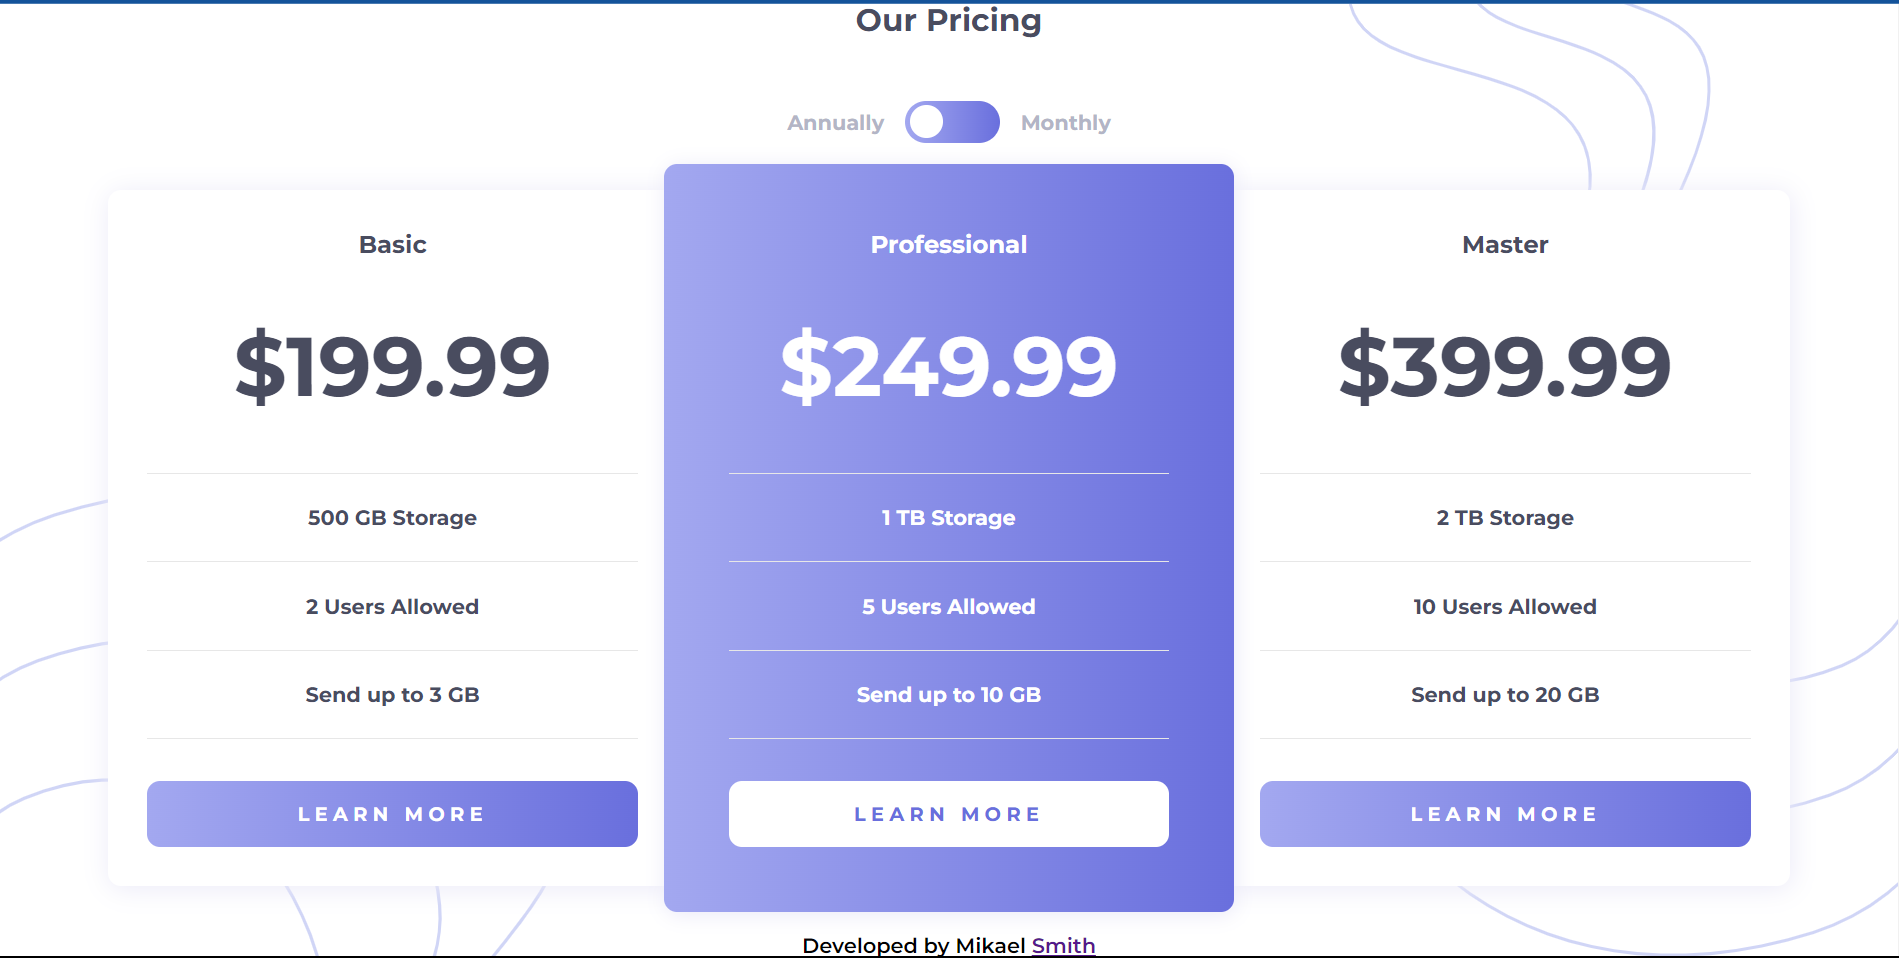 Our Pricing
Annually
Monthly
Basic
$199.99
500 GB Storage
2 Users Allowed
Send up to 3 GB
LEARN MORE
Professional
$249.99
1 TB Storage
5 Users Allowed
Send up to 10 GB
LEARN MORE
Master
$399.99
2 TB Storage
10 Users Allowed
Send up to 20 GB
LEARN MORE
Developed by Mikael Smith